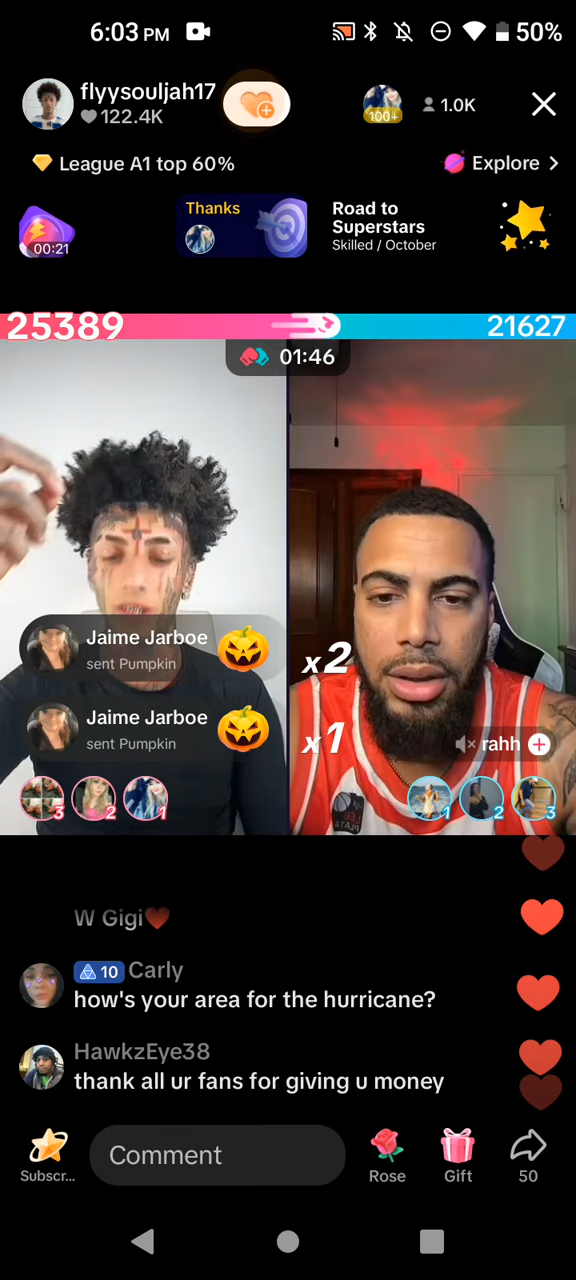 6:03 PM
50%
flyysouljah17
122.4K
100+
1.0K
League A1 top 60%
Explore
00:21
Thanks
Road to
Superstars
Skilled / October
25389
21627
01:46
Jaime Jarboe
sent Pumpkin
x2
Jaime Jarboe
sent Pumpkin
x1
rahh
3
2
1
1
2
3
W Gigi
10 Carly
how's your area for the hurricane?
HawkzEye38
thank all ur fans for giving u money
Subscr...
Comment
Rose
Gift
50